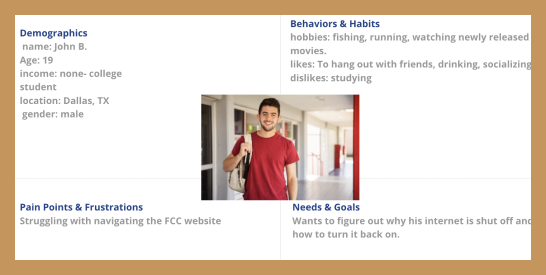 Demographics
name: John B.
Age: 19
income: none- college
student
location: Dallas, TX
gender: male
Behaviors & Habits
hobbies: fishing, running, watching newly released
movies.
likes: To hang out with friends, drinking, socializing
dislikes: studying
Pain Points & Frustrations
Struggling with navigating the FCC website
Needs & Goals
Wants to figure out why his internet is shut off and
how to turn it back on.